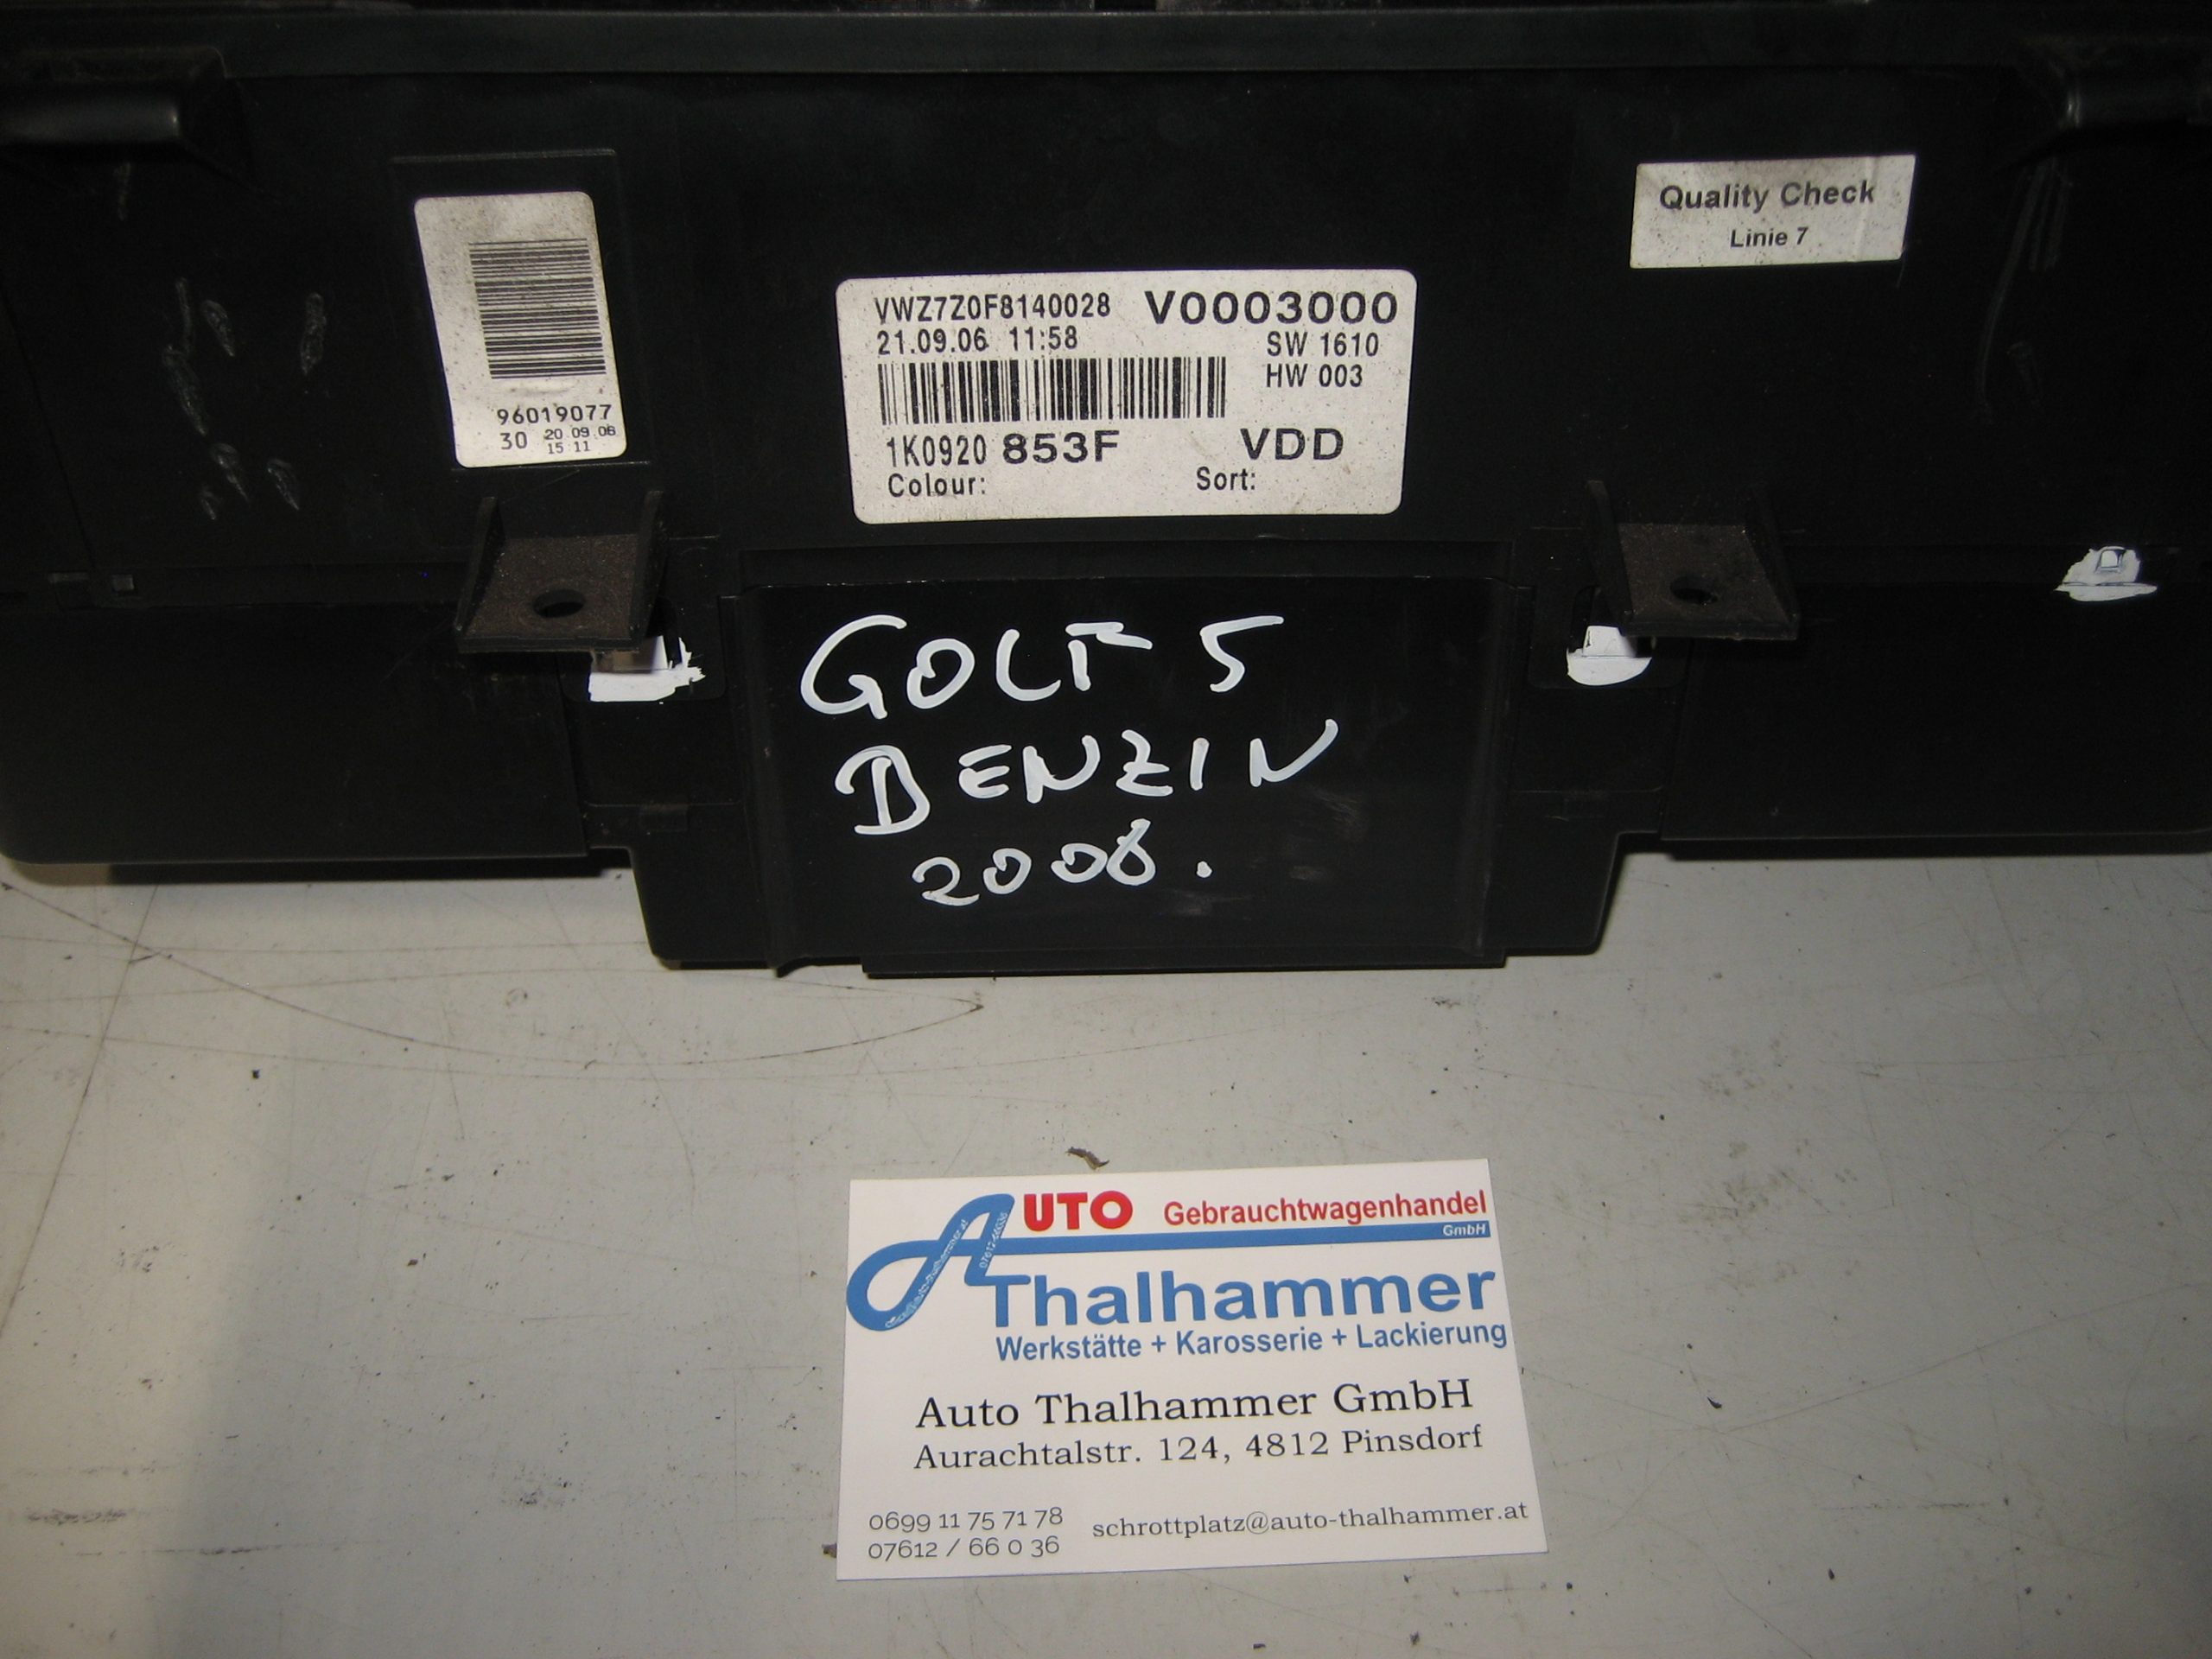 Quality Check
Linie 7
96019077
30 20 09 06
15 11
VWZ7Z0F8140028 V0003000
21.09.06 11:58 SW 1610
HW 003
1K0920 853F VDD
Colour: Sort:
GOLF 5
BENZIN
2006.
AUTO Gebrauchtwagenhandel
GmbH
Thalhammer
Werkstätte + Karosserie + Lackierung
Auto Thalhammer GmbH
Aurachtalstr. 124, 4812 Pinsdorf
0699 11 75 71 78 schrottplatz@auto-thalhammer.at
07612 / 66 0 36